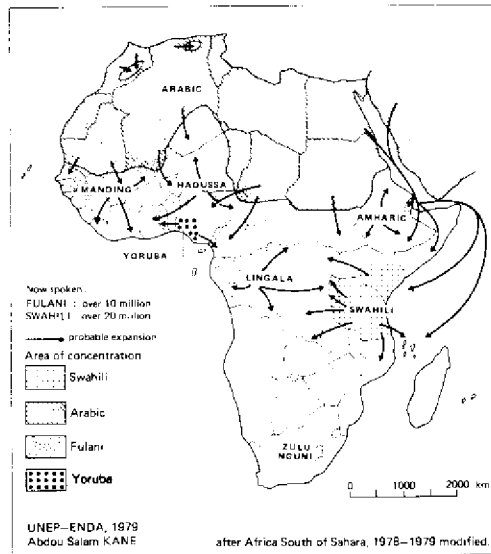 ARABIC
MANDING
HAOUSSA
AMHARIC
YORUBA
LINGALA
SWAHILI
Now spoken:
FULANI : over 10 million
SWAHILI : over 20 million
probable expansion
Area of concentration
Swahili
Arabic
Fulani
Yoruba
ZULU
NGUNI
0 1000 2000 km
UNEP–ENDA, 1979
Abdou Salam KANE
after Africa South of Sahara, 1978–1979 modified.